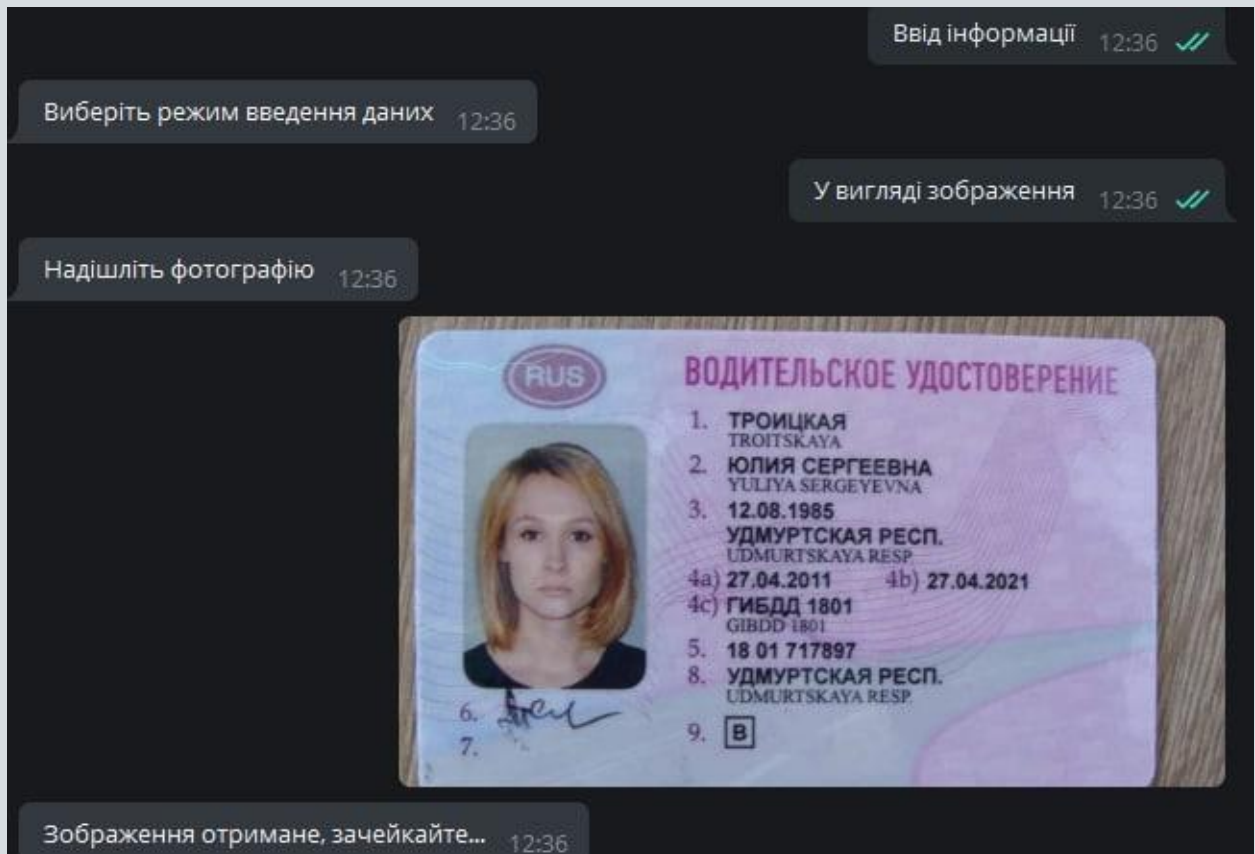 Ввід інформації 12:36
Виберіть режим введення даних 12:36
У вигляді зображення 12:36
Надішліть фотографію 12:36
RUS
ВОДИТЕЛЬСКОЕ УДОСТОВЕРЕНИЕ
1. ТРОИЦКАЯ
TROITSKAYA
2. ЮЛИЯ СЕРГЕЕВНА
YULIYA SERGEYEVNA
3. 12.08.1985
УДМУРТСКАЯ РЕСП.
UDMURTSKAYA RESP
4a) 27.04.2011 4b) 27.04.2021
4c) ГИБДД 1801
GIBDD 1801
5. 18 01 717897
8. УДМУРТСКАЯ РЕСП.
UDMURTSKAYA RESP.
6.
7.
9. B
Зображення отримане, зачейкайте... 12:36